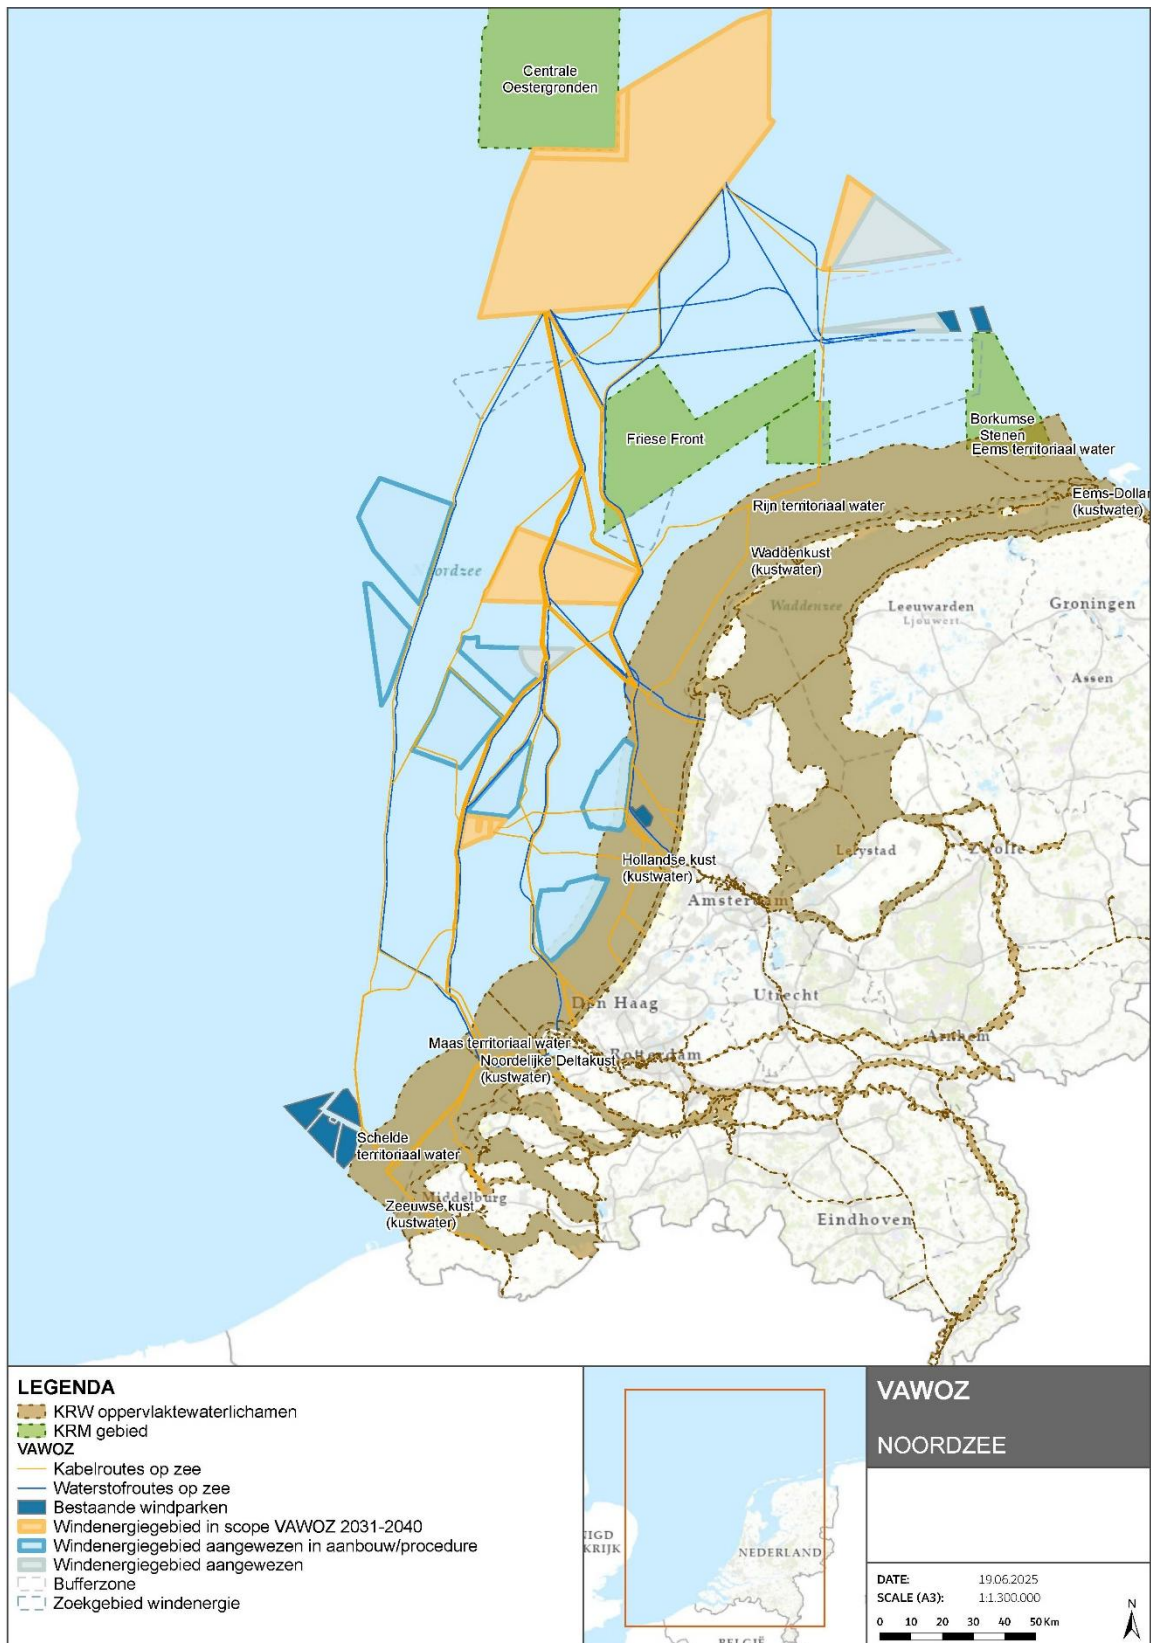 Centrale
Oestergronden
Friese Front
Borkumse
Stenen
Eems territoriaal water
Eems-Dollar
(kustwater)
Rijn territoriaal water
Waddenkust
(kustwater)
Waddenzee
Leeuwarden
Ljouwert
Groningen
Assen
Lelystad
Zwolle
Hollandse kust
(kustwater)
Amsterdam
Den Haag
Utrecht
Arnhem
Maas territoriaal water
Noordelijke Deltakust
(kustwater)
Rotterdam
Schelde
territoriaal water
Middelburg
Zeeuwse kust
(kustwater)
Eindhoven
LEGENDA
KRW oppervlaktewaterlichamen
KRM gebied
VAWOZ
Kabelroutes op zee
Waterstofroutes op zee
Bestaande windparken
Windenergiegebied in scope VAWOZ 2031-2040
Windenergiegebied aangewezen in aanbouw/procedure
Windenergiegebied aangewezen
Bufferzone
Zoekgebied windenergie
NIGD
KRIJK
NEDERLAND
BELGIË
VAWOZ
NOORDZEE
DATE: 19.06.2025
SCALE (A3): 1:1.300.000
0 10 20 30 40 50 Km
N